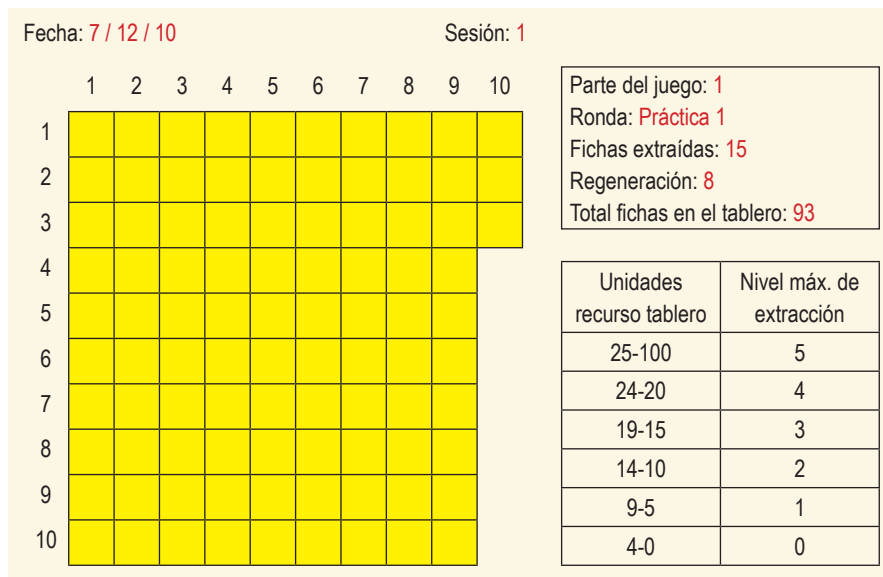 Fecha: 7 / 12 / 10 Sesión: 1
1 2 3 4 5 6 7 8 9 10
1
2
3
4
5
6
7
8
9
10
Parte del juego: 1
Ronda: Práctica 1
Fichas extraídas: 15
Regeneración: 8
Total fichas en el tablero: 93
Unidades recurso tablero Nivel máx. de extracción
25-100 5
24-20 4
19-15 3
14-10 2
9-5 1
4-0 0